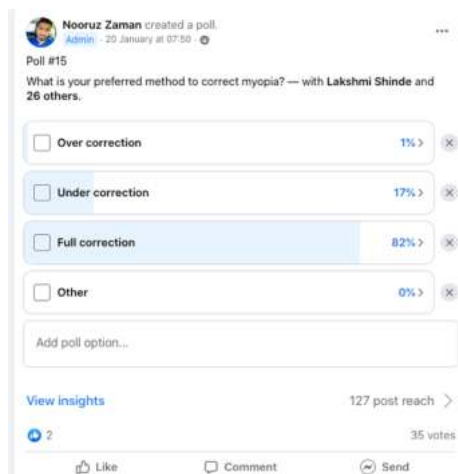 Nooruz Zaman created a poll.
Admin · 20 January at 07:50 ·
Poll #15
What is your preferred method to correct myopia? — with Lakshmi Shinde and
26 others.
Over correction 1%
Under correction 17%
Full correction 82%
Other 0%
Add poll option...
View insights 127 post reach
2 35 votes
Like Comment Send